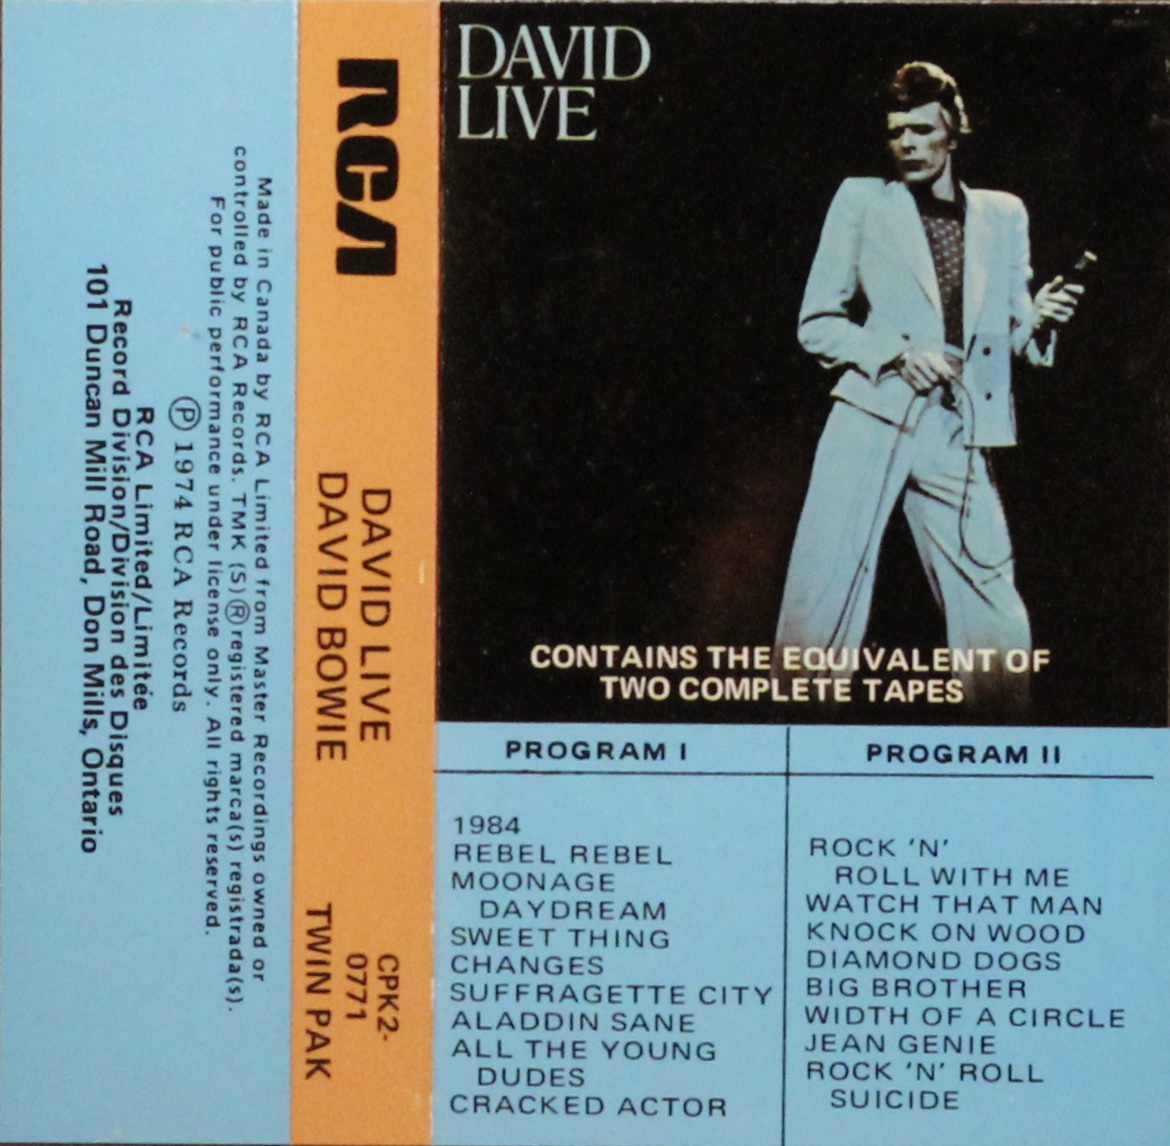 Made in Canada by RCA Limited from Master Recordings owned or
controlled by RCA Records. TMK (S) ® registered marca(s) registrada(s).
For public performance under license only. All rights reserved.
Ⓟ 1974 RCA Records
RCA Limited/Limitée
Record Division/Division des Disques
101 Duncan Mill Road, Don Mills, Ontario
RCA
DAVID LIVE
DAVID BOWIE
CPK2-
0771
TWIN PAK
DAVID
LIVE
CONTAINS THE EQUIVALENT OF
TWO COMPLETE TAPES
PROGRAM I
1984
REBEL REBEL
MOONAGE
DAYDREAM
SWEET THING
CHANGES
SUFFRAGETTE CITY
ALADDIN SANE
ALL THE YOUNG
DUDES
CRACKED ACTOR
PROGRAM II
ROCK 'N'
ROLL WITH ME
WATCH THAT MAN
KNOCK ON WOOD
DIAMOND DOGS
BIG BROTHER
WIDTH OF A CIRCLE
JEAN GENIE
ROCK 'N' ROLL
SUICIDE